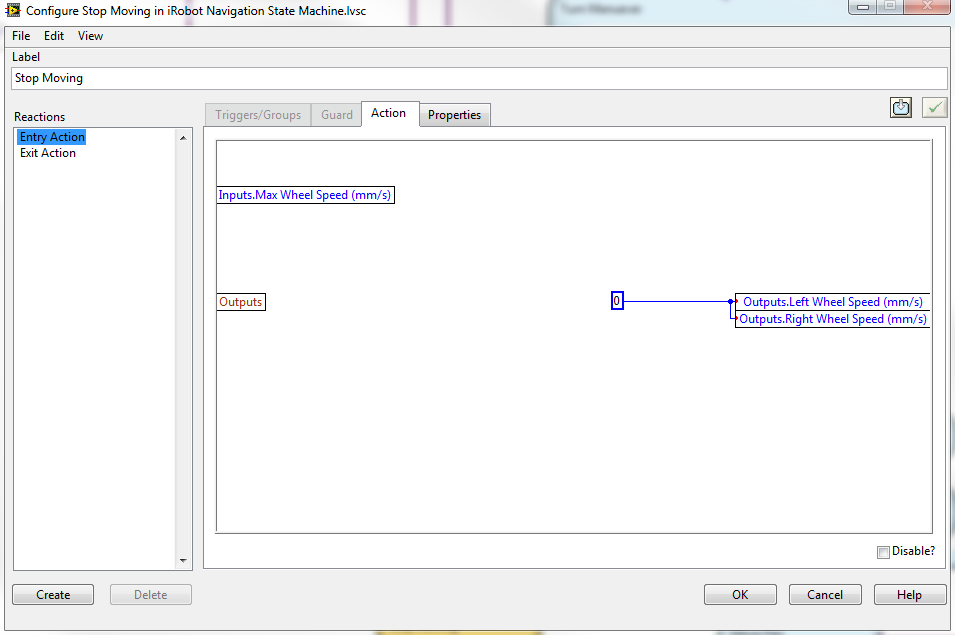 Configure Stop Moving in iRobot Navigation State Machine.lvsc
File Edit View
Label
Stop Moving
Reactions
Entry Action
Exit Action
Triggers/Groups Guard Action Properties
Inputs.Max Wheel Speed (mm/s)
Outputs
0
Outputs.Left Wheel Speed (mm/s)
Outputs.Right Wheel Speed (mm/s)
Disable?
Create Delete OK Cancel Help